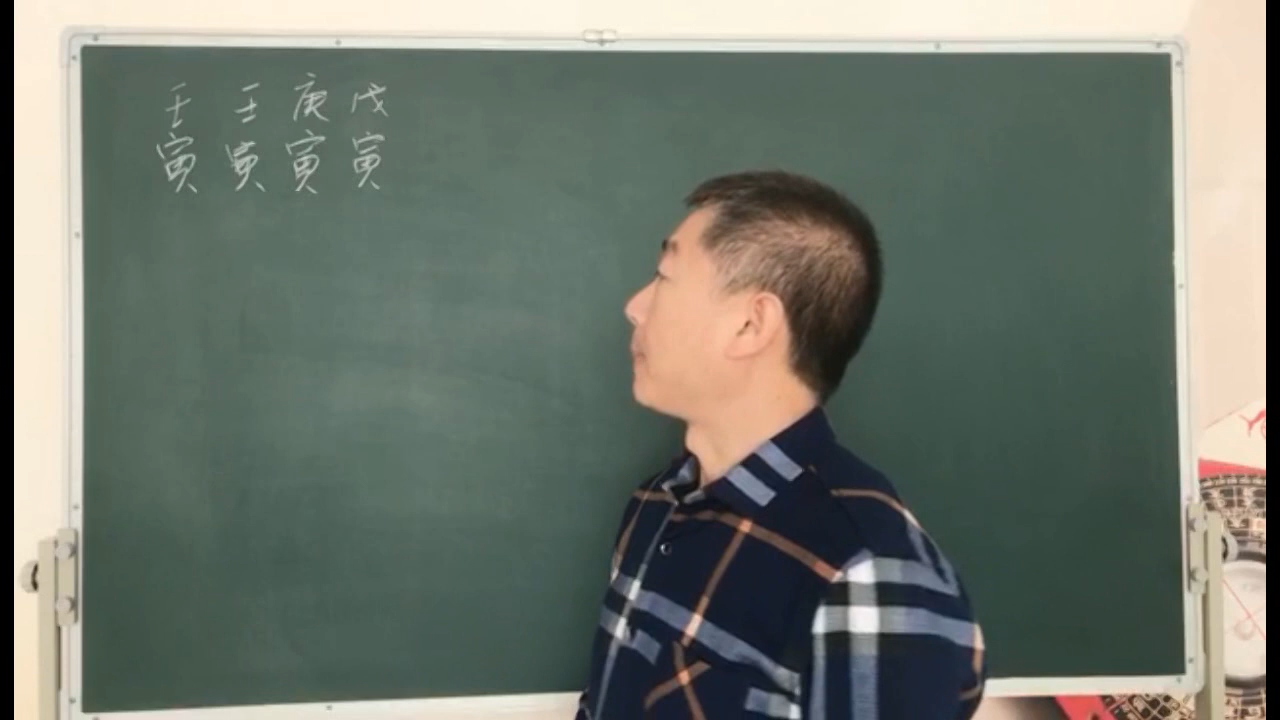 壬 壬 庚 戊
寅 寅 寅 寅